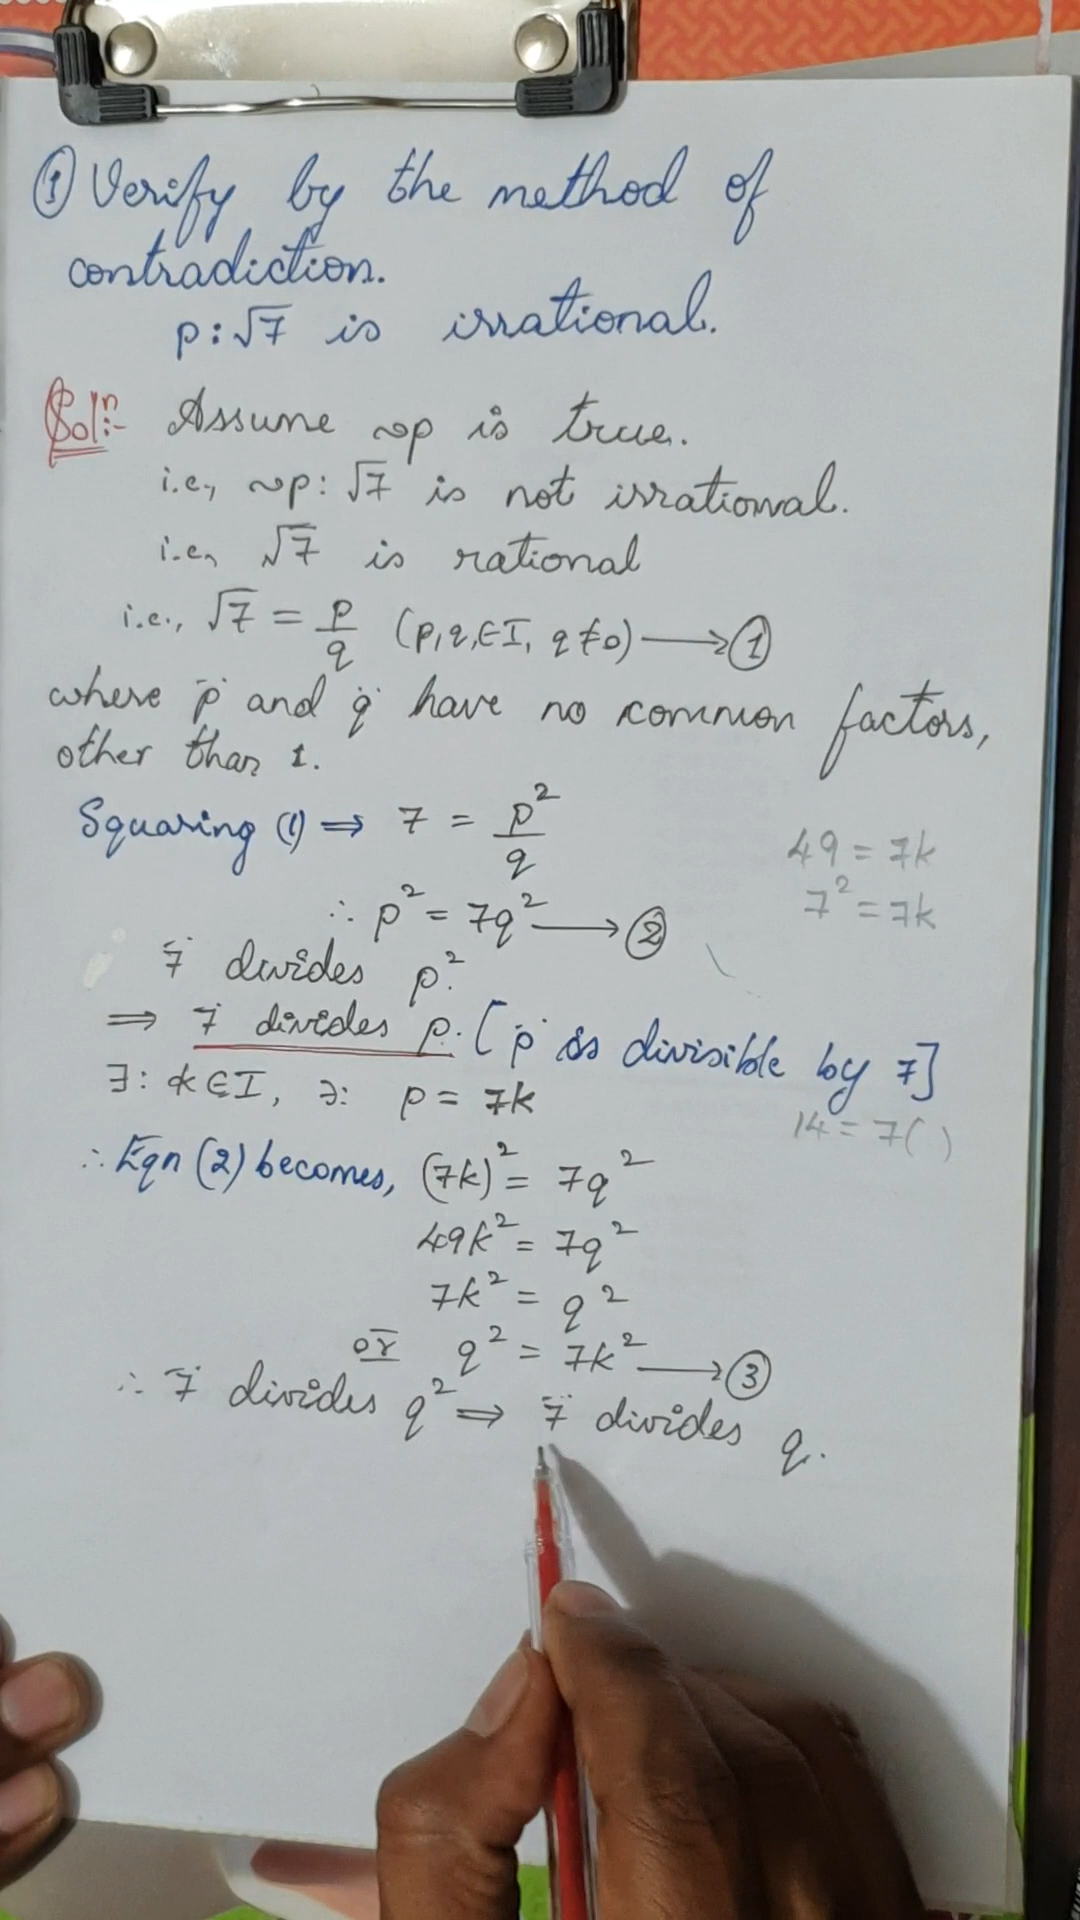 ① Verify by the method of
contradiction.
p: √7 is irrational.
Solⁿ:- Assume ~p is true.
i.e., ~p: √7 is not irrational.
i.e., √7 is rational
i.e., √7 = p/q (p, q, ∈ I, q ≠ 0) ⟶ ①
where 'p' and 'q' have no common factors,
other than 1.
Squaring (1) ⇒ 7 = p²/q
49 = 7k
7² = 7k
∴ p² = 7q² ⟶ ②
7 divides p².
⇒ 7 divides p. [p is divisible by 7]
∃: k ∈ I, ∋: p = 7k
14 = 7( )
∴ Eqn (2) becomes, (7k)² = 7q²
49k² = 7q²
7k² = q²
or q² = 7k² ⟶ ③
∴ 7 divides q² ⇒ 7 divides q.